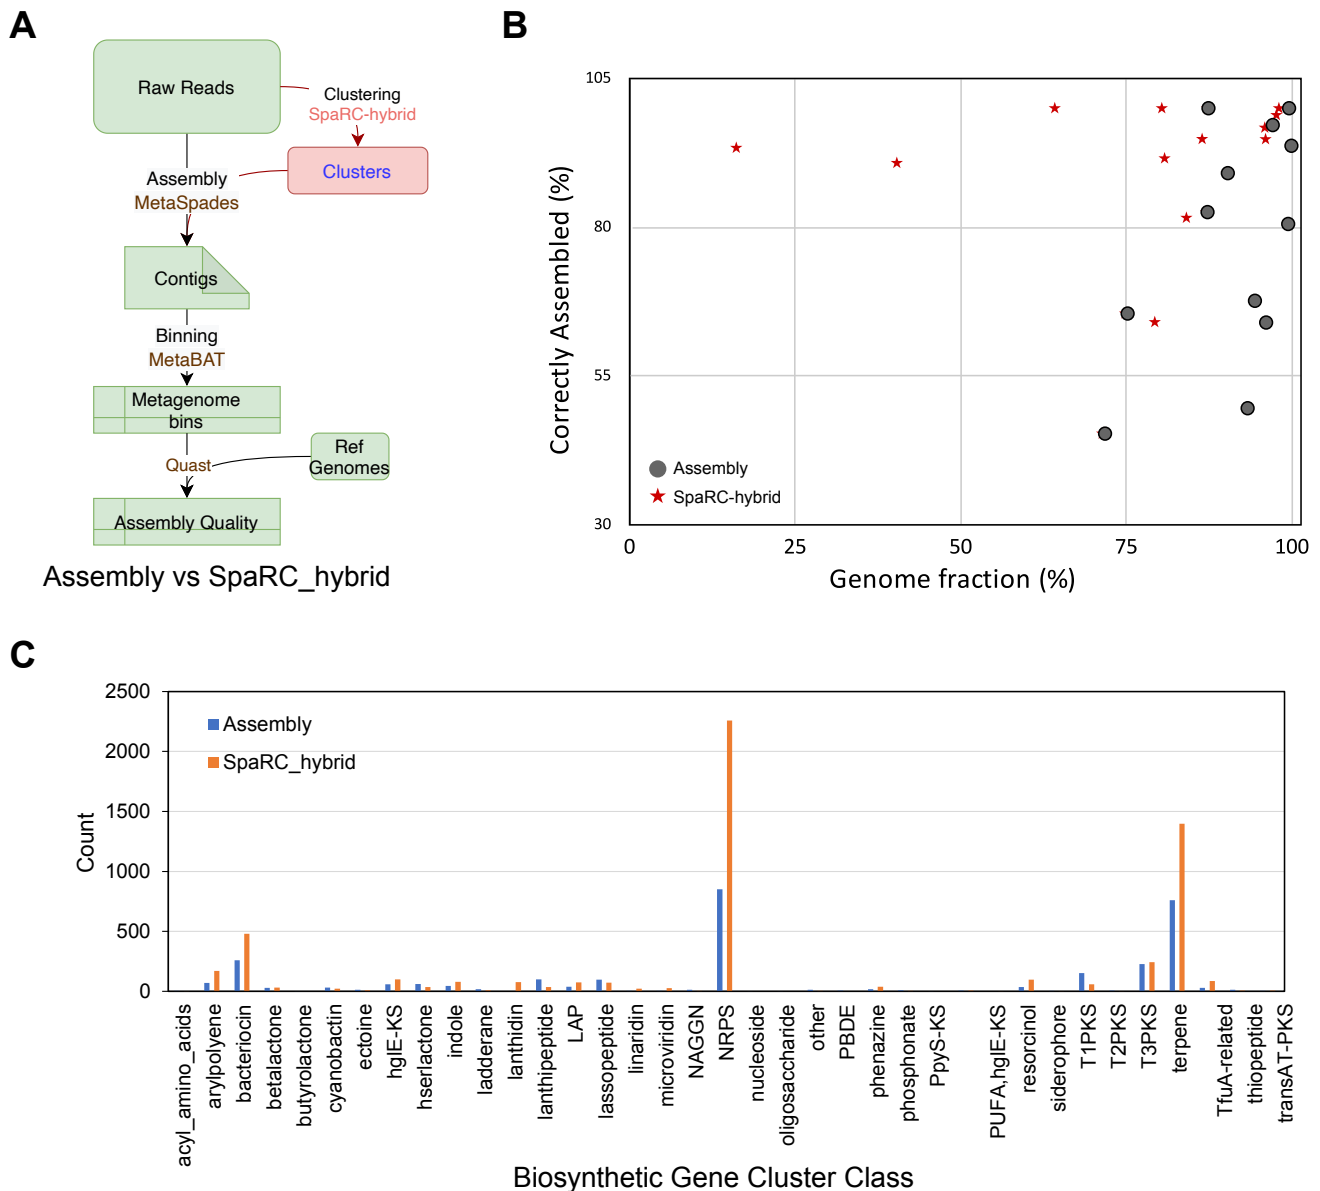 A
Raw Reads
Clustering
SpaRC-hybrid
Clusters
Assembly
MetaSpades
Contigs
Binning
MetaBAT
Metagenome
bins
Quast
Ref
Genomes
Assembly Quality
Assembly vs SpaRC_hybrid
B
105
80
55
30
Correctly Assembled (%)
Assembly
SpaRC-hybrid
0 25 50 75 100
Genome fraction (%)
C
2500
2000
1500
1000
500
0
Count
Assembly
SpaRC_hybrid
acyl_amino_acids
arylpolyene
bacteriocin
betalactone
butyrolactone
cyanobactin
ectoine
hglE-KS
hserlactone
indole
ladderane
lanthidin
lanthipeptide
LAP
lassopeptide
linaridin
microviridin
NAGGN
NRPS
nucleoside
oligosaccharide
other
PBDE
phenazine
phosphonate
PpyS-KS
PUFA,hglE-KS
resorcinol
siderophore
T1PKS
T2PKS
T3PKS
terpene
TfuA-related
thiopeptide
transAT-PKS
Biosynthetic Gene Cluster Class